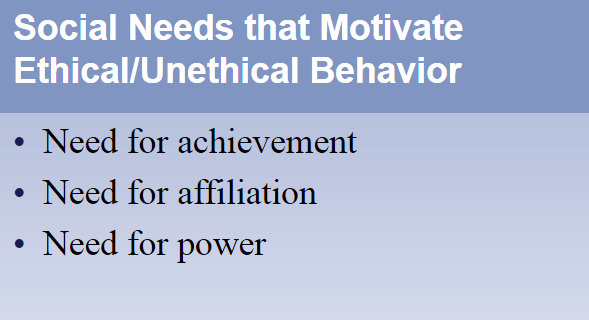 Social Needs that Motivate
Ethical/Unethical Behavior
• Need for achievement
• Need for affiliation
• Need for power